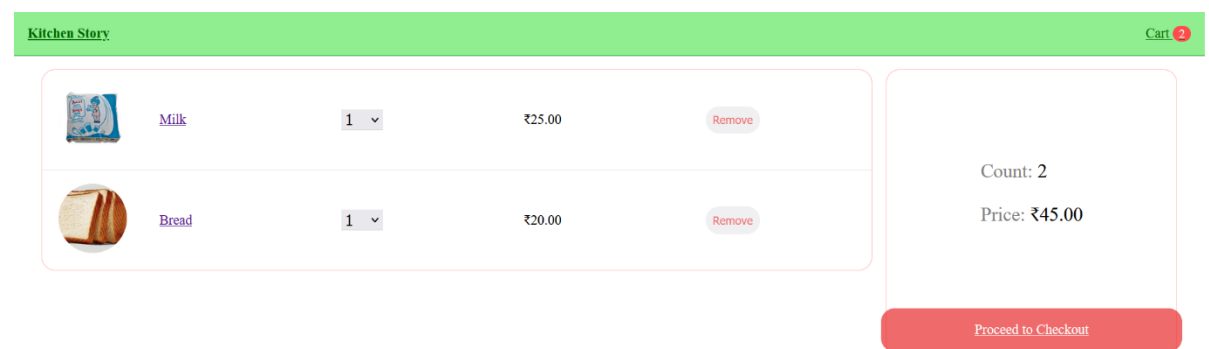 Kitchen Story
Cart 2
Milk 1 ₹25.00 Remove
Bread 1 ₹20.00 Remove
Count: 2
Price: ₹45.00
Proceed to Checkout